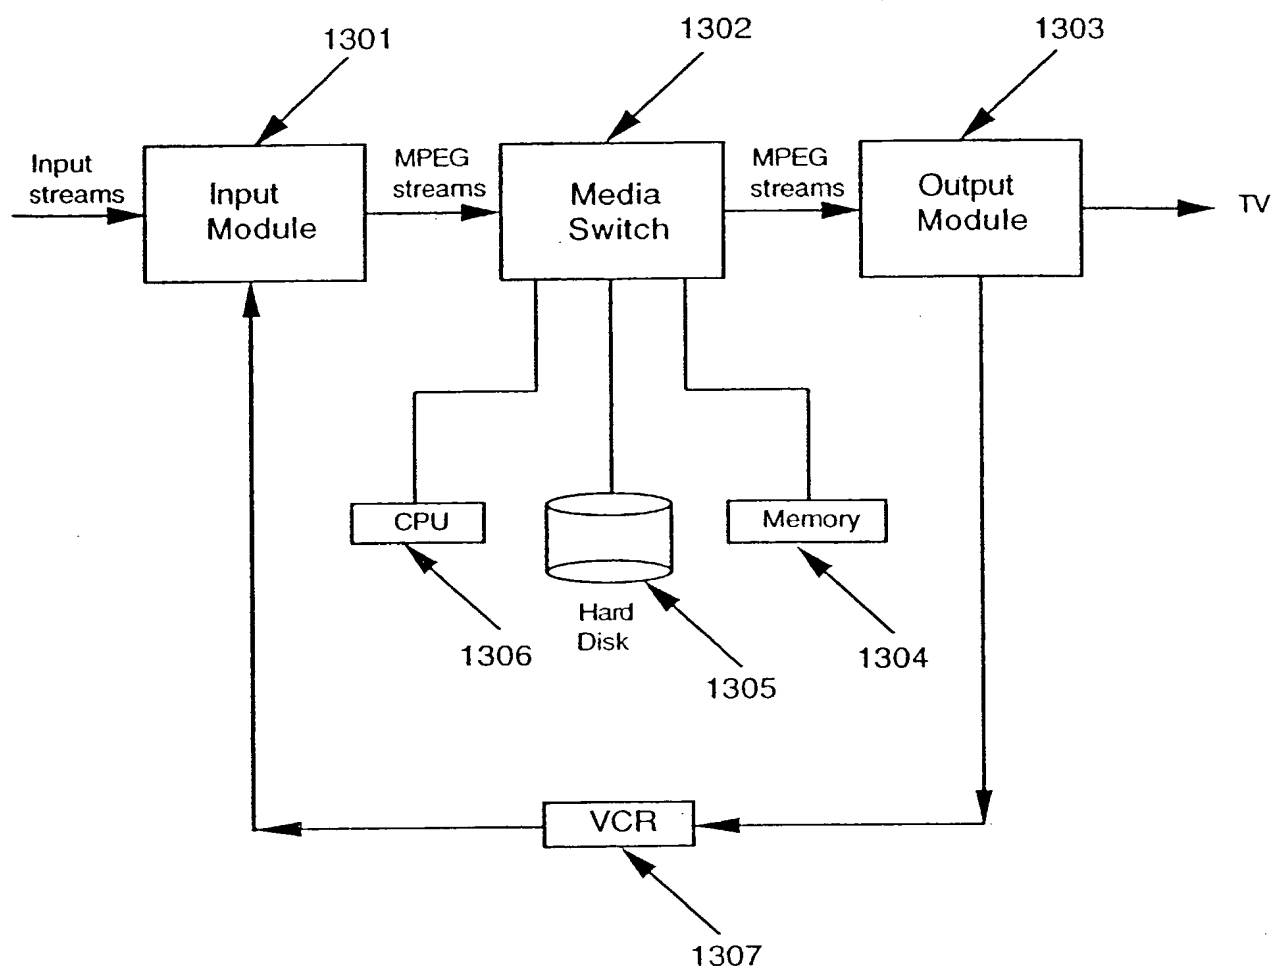 1301
1302
1303
Input
streams
Input
Module
MPEG
streams
Media
Switch
MPEG
streams
Output
Module
TV
CPU
Memory
Hard
Disk
1306
1305
1304
VCR
1307